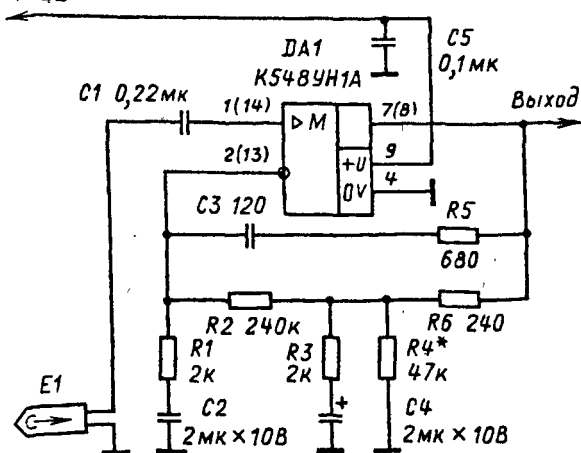 DA1
К548УН1А
C5
0,1мк
C1 0,22мк
1(14)
▷ M
7(8)
Выход
2(13)
+U
9
0V
4
C3 120
R5
680
R2 240к
R6 240
R1
2к
R3
2к
R4*
47к
E1
C2
2мк×10В
+
C4
2мк×10В